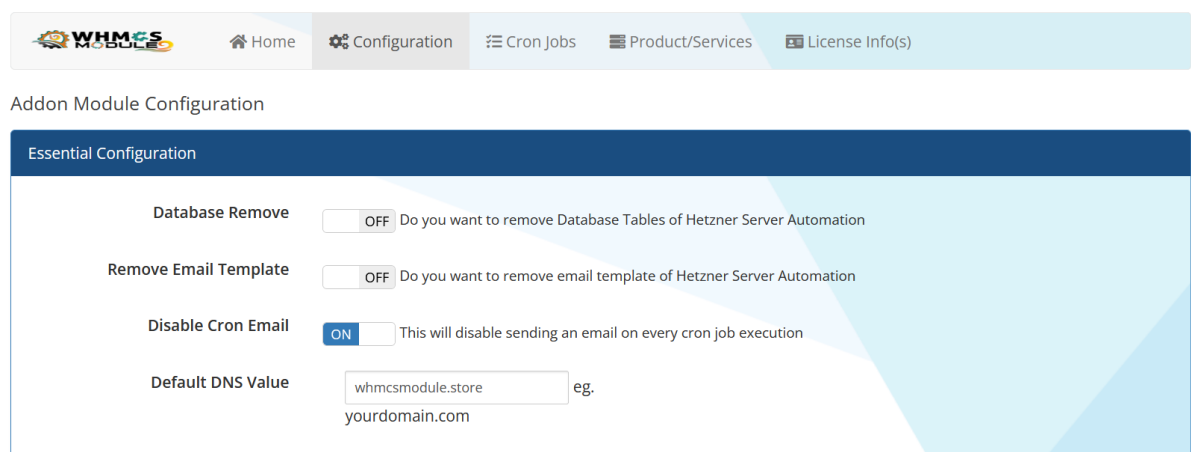 WHMCS MODULE Home Configuration Cron Jobs Product/Services License Info(s)
Addon Module Configuration
Essential Configuration
Database Remove OFF Do you want to remove Database Tables of Hetzner Server Automation
Remove Email Template OFF Do you want to remove email template of Hetzner Server Automation
Disable Cron Email ON This will disable sending an email on every cron job execution
Default DNS Value whmcsmodule.store eg.
yourdomain.com